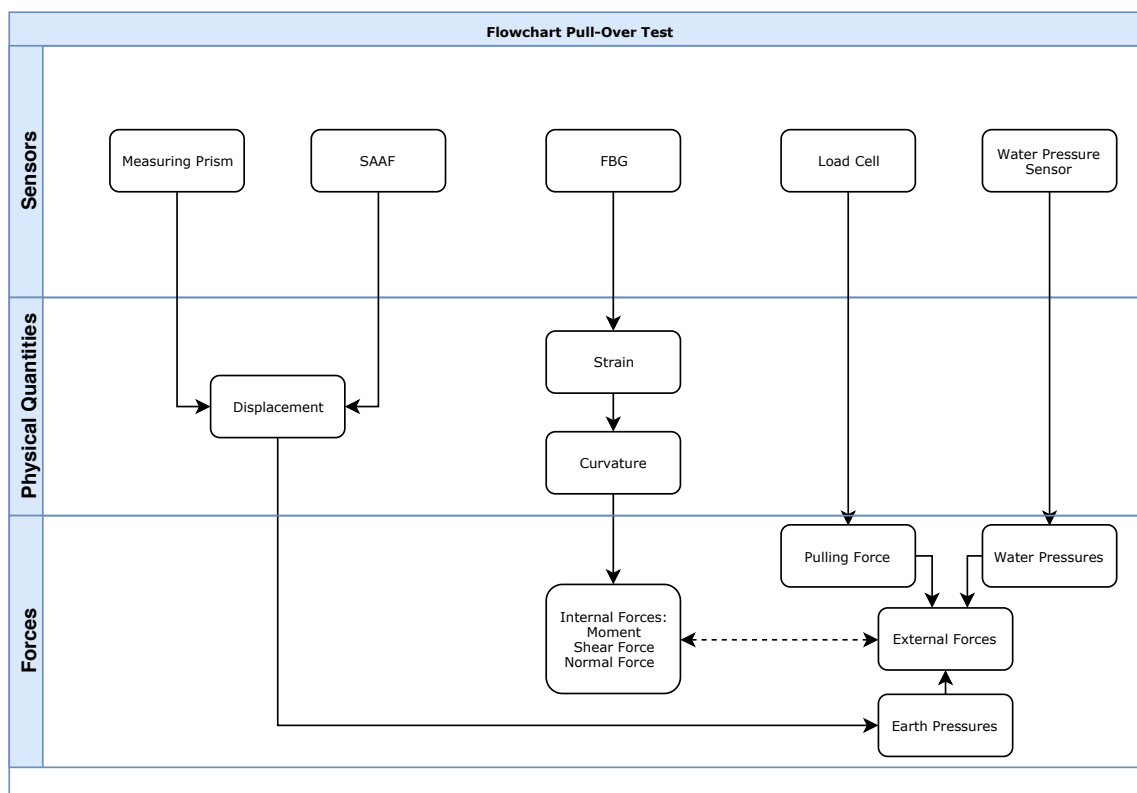 Flowchart Pull-Over Test
Sensors
Measuring Prism
SAAF
FBG
Load Cell
Water Pressure
Sensor
Physical Quantities
Strain
Displacement
Curvature
Forces
Pulling Force
Water Pressures
Internal Forces:
Moment
Shear Force
Normal Force
External Forces
Earth Pressures